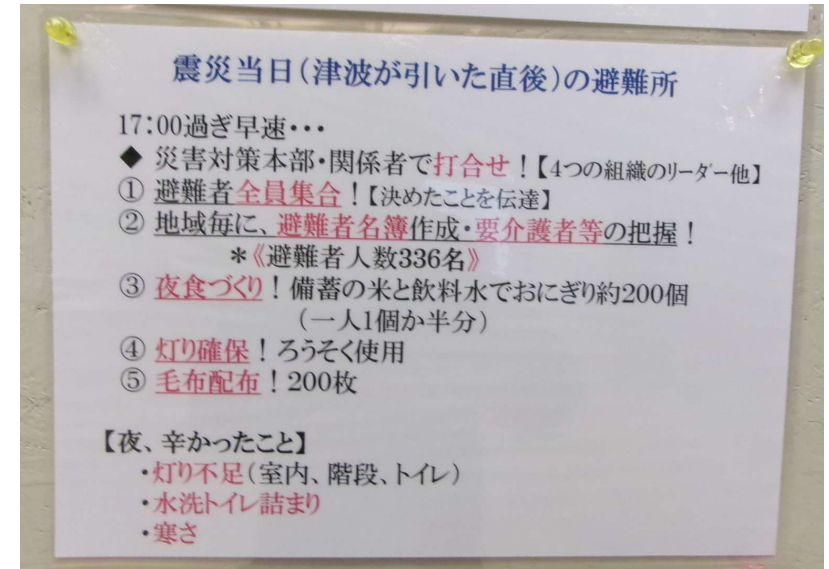 震災当日(津波が引いた直後)の避難所
17:00過ぎ早速・・・
◆ 災害対策本部・関係者で打合せ！【4つの組織のリーダー他】
① 避難者全員集合！【決めたことを伝達】
② 地域毎に、避難者名簿作成・要介護者等の把握！
＊《避難者人数336名》
③ 夜食づくり！備蓄の米と飲料水でおにぎり約200個
(一人1個か半分)
④ 灯り確保！ろうそく使用
⑤ 毛布配布！200枚
【夜、辛かったこと】
・灯り不足(室内、階段、トイレ)
・水洗トイレ詰まり
・寒さ